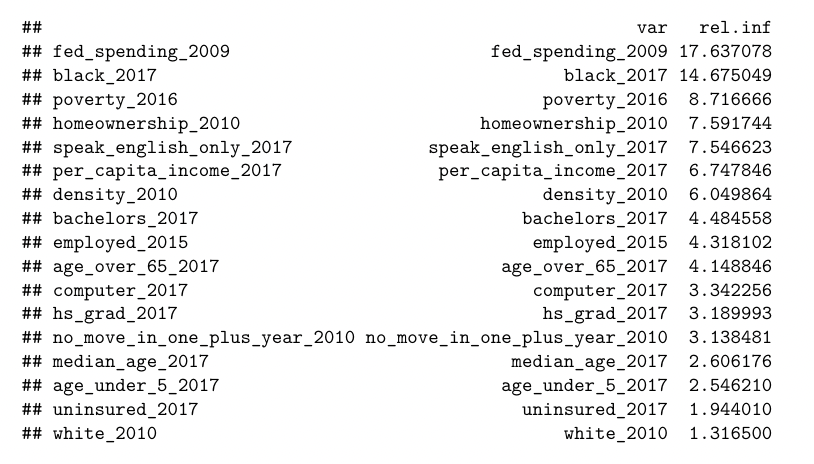 ##                                                         var   rel.inf
## fed_spending_2009                         fed_spending_2009 17.637078
## black_2017                                       black_2017 14.675049
## poverty_2016                                   poverty_2016  8.716666
## homeownership_2010                       homeownership_2010  7.591744
## speak_english_only_2017             speak_english_only_2017  7.546623
## per_capita_income_2017               per_capita_income_2017  6.747846
## density_2010                                   density_2010  6.049864
## bachelors_2017                               bachelors_2017  4.484558
## employed_2015                                 employed_2015  4.318102
## age_over_65_2017                           age_over_65_2017  4.148846
## computer_2017                                 computer_2017  3.342256
## hs_grad_2017                                   hs_grad_2017  3.189993
## no_move_in_one_plus_year_2010 no_move_in_one_plus_year_2010  3.138481
## median_age_2017                             median_age_2017  2.606176
## age_under_5_2017                           age_under_5_2017  2.546210
## uninsured_2017                               uninsured_2017  1.944010
## white_2010                                       white_2010  1.316500